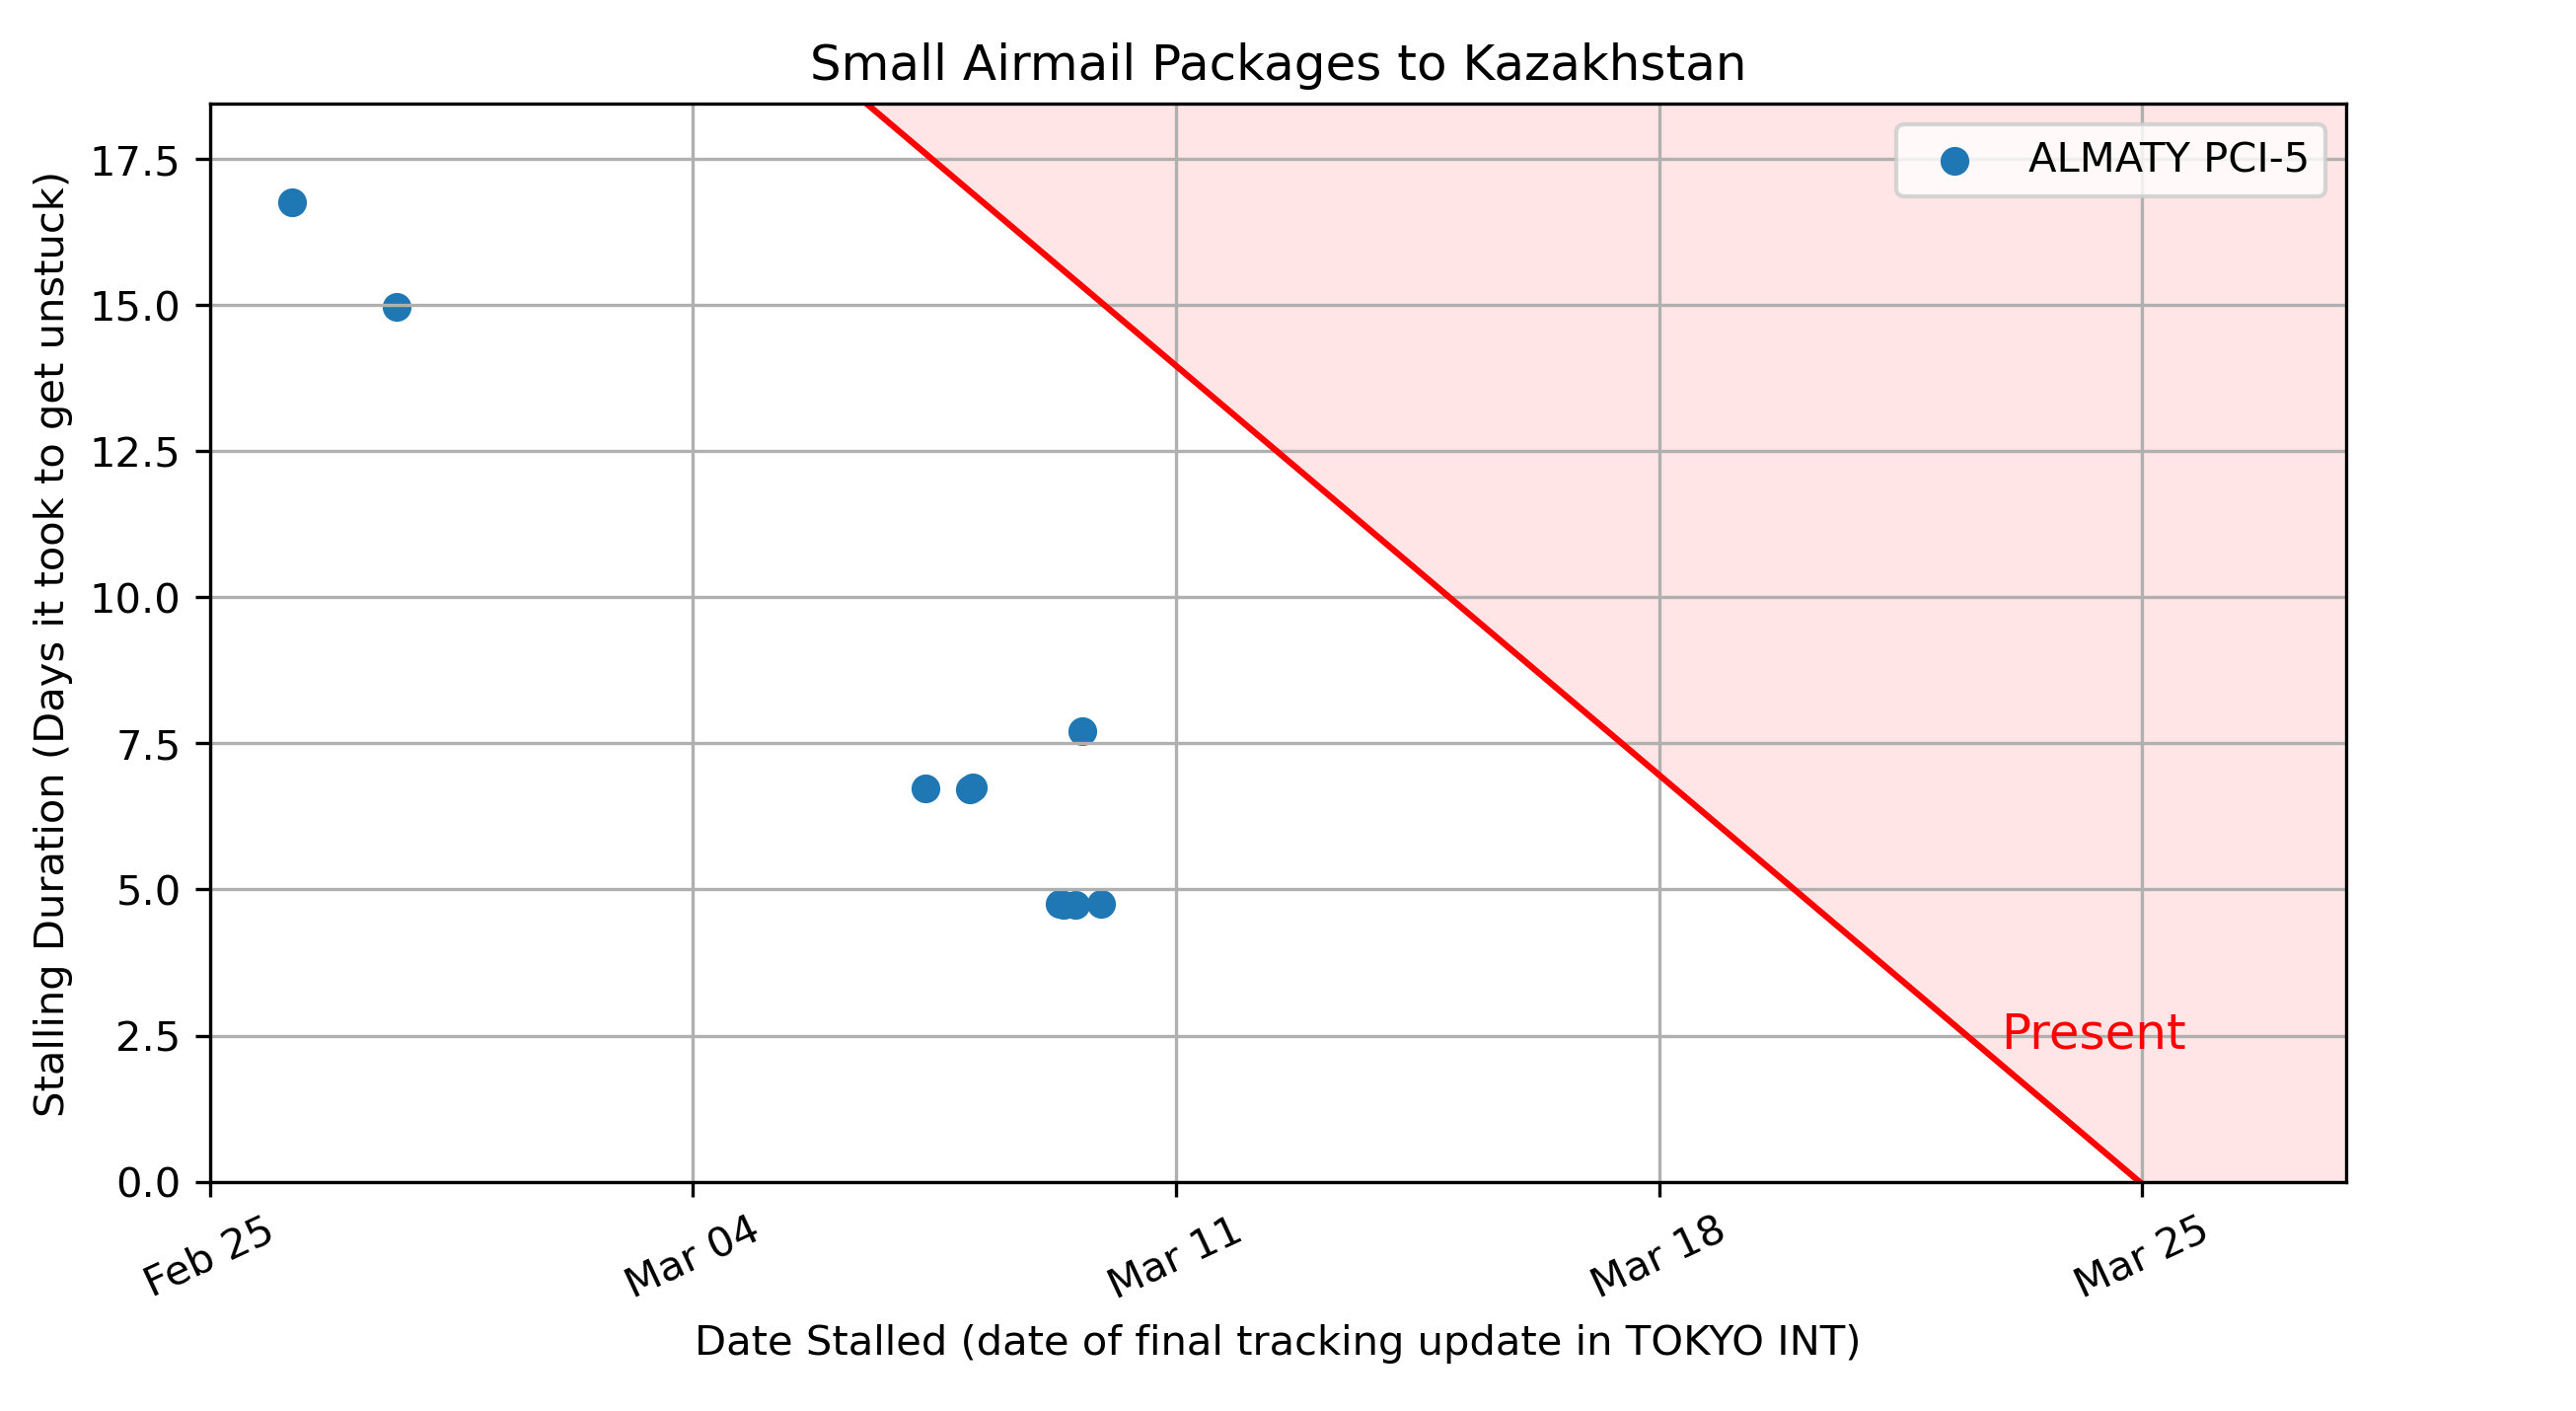 Small Airmail Packages to Kazakhstan
ALMATY PCI-5
Stalling Duration (Days it took to get unstuck)
17.5
15.0
12.5
10.0
7.5
5.0
2.5
0.0
Present
Feb 25
Mar 04
Mar 11
Mar 18
Mar 25
Date Stalled (date of final tracking update in TOKYO INT)